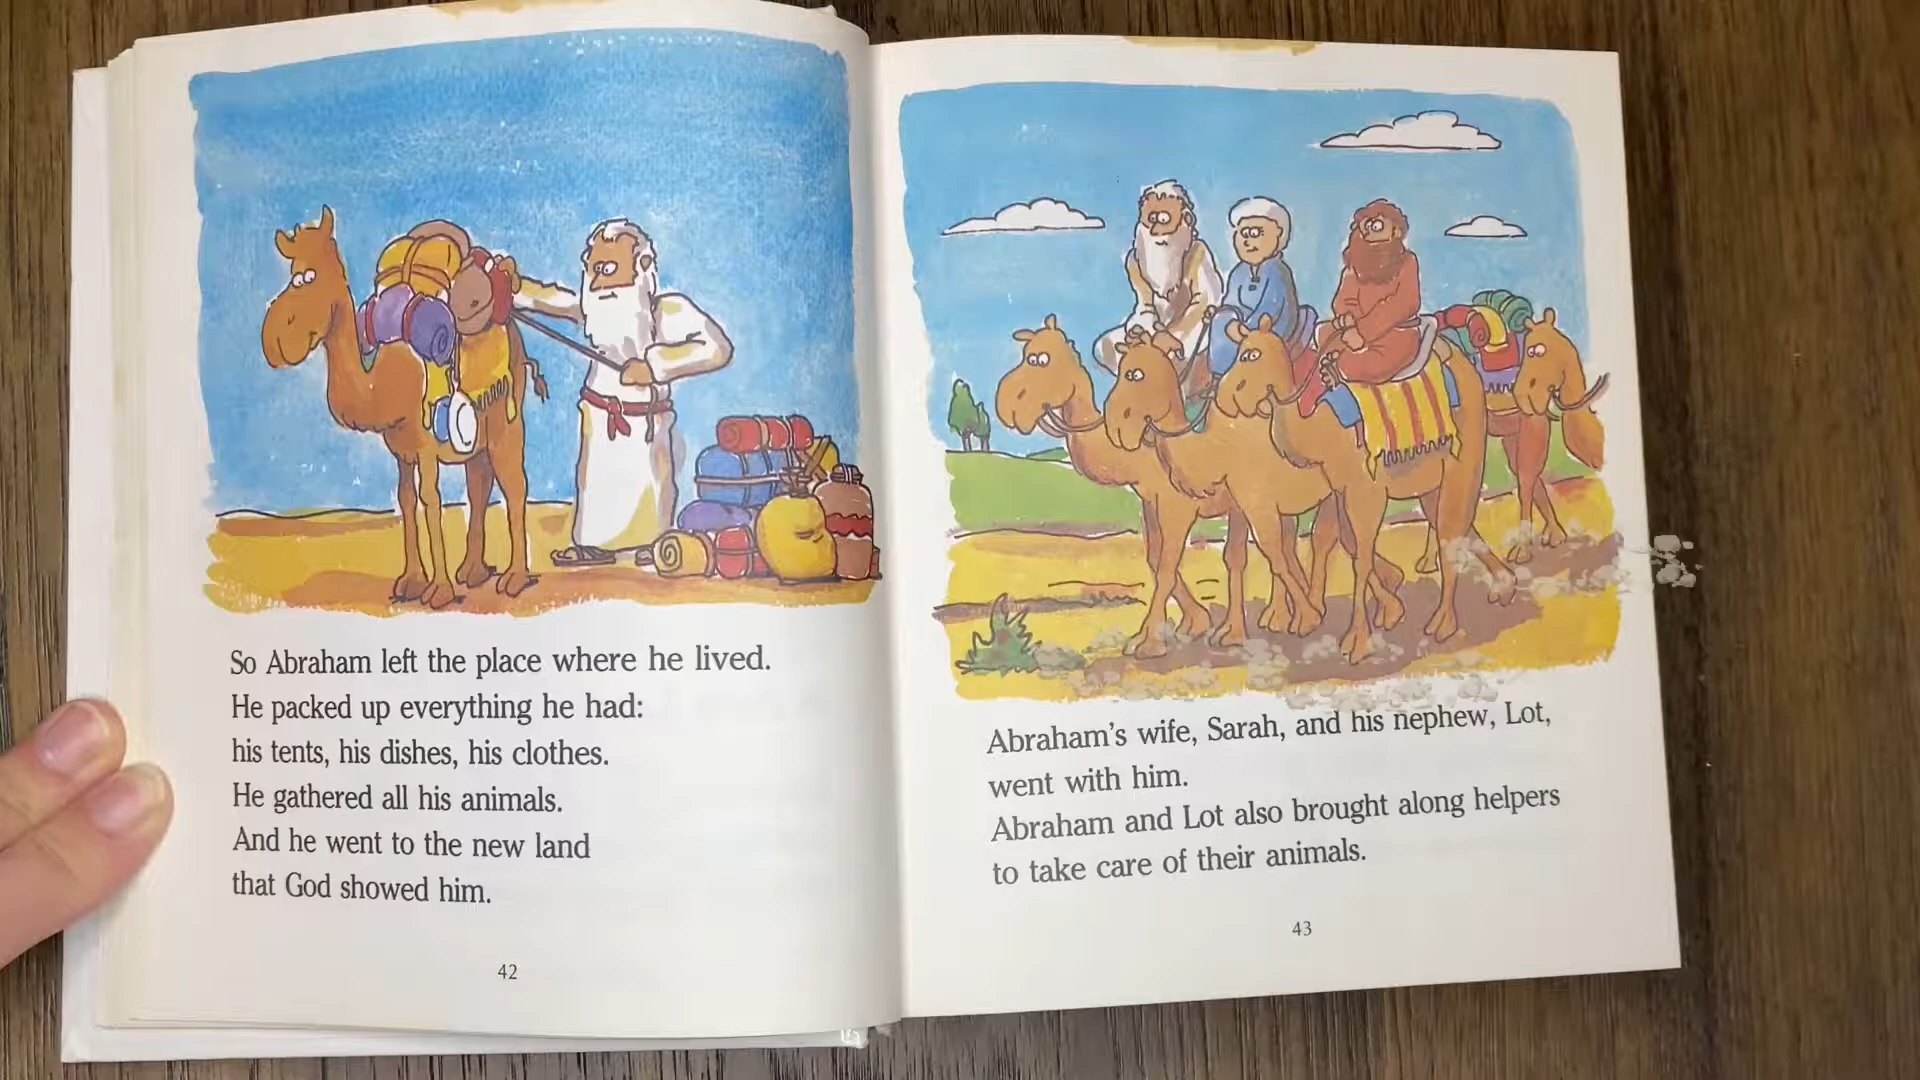 So Abraham left the place where he lived.
He packed up everything he had:
his tents, his dishes, his clothes.
He gathered all his animals.
And he went to the new land
that God showed him.
42
Abraham's wife, Sarah, and his nephew, Lot,
went with him.
Abraham and Lot also brought along helpers
to take care of their animals.
43